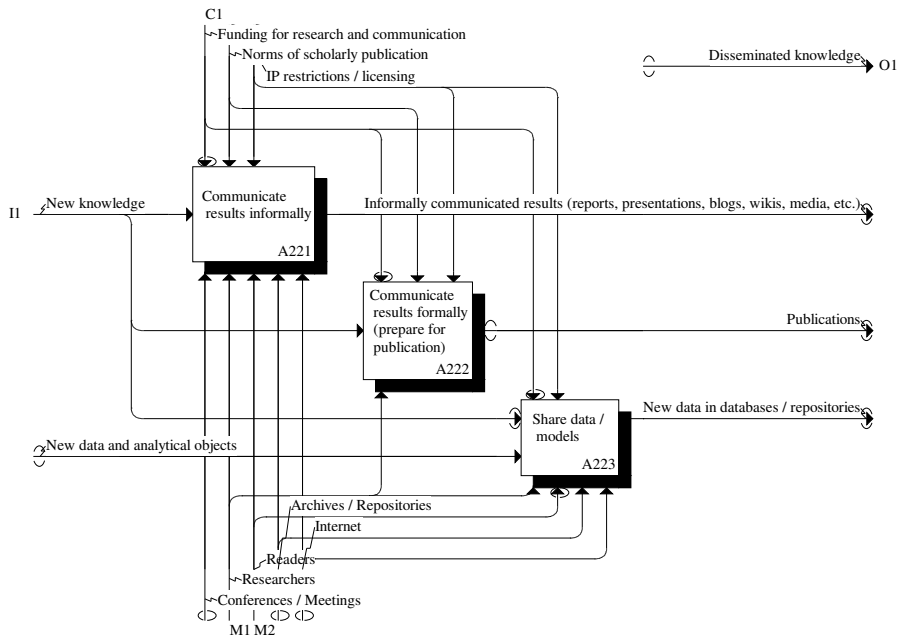 C1
Funding for research and communication
Norms of scholarly publication
IP restrictions / licensing
Disseminated knowledge
O1
I1
New knowledge
Communicate
results informally
A221
Informally communicated results (reports, presentations, blogs, wikis, media, etc.)
Communicate
results formally
(prepare for
publication)
A222
Publications
Share data /
models
A223
New data in databases / repositories
New data and analytical objects
Archives / Repositories
Internet
Readers
Researchers
Conferences / Meetings
M1 M2